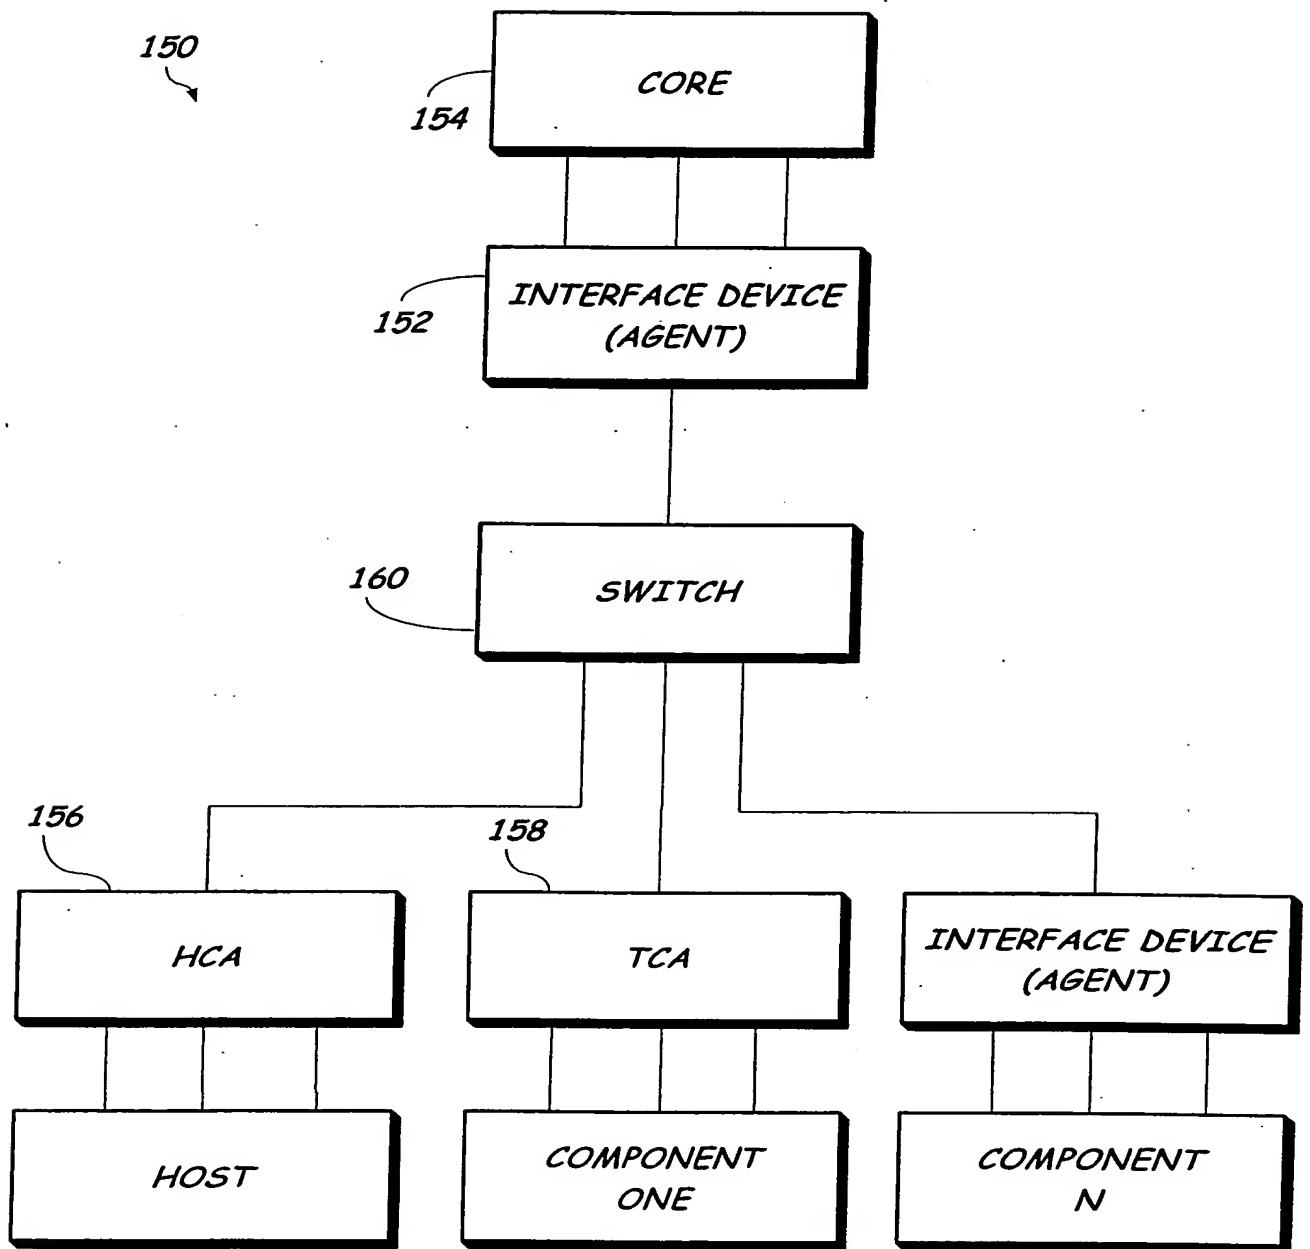 150
CORE
154
INTERFACE DEVICE
(AGENT)
152
SWITCH
160
156
158
HCA
TCA
INTERFACE DEVICE
(AGENT)
HOST
COMPONENT
ONE
COMPONENT
N